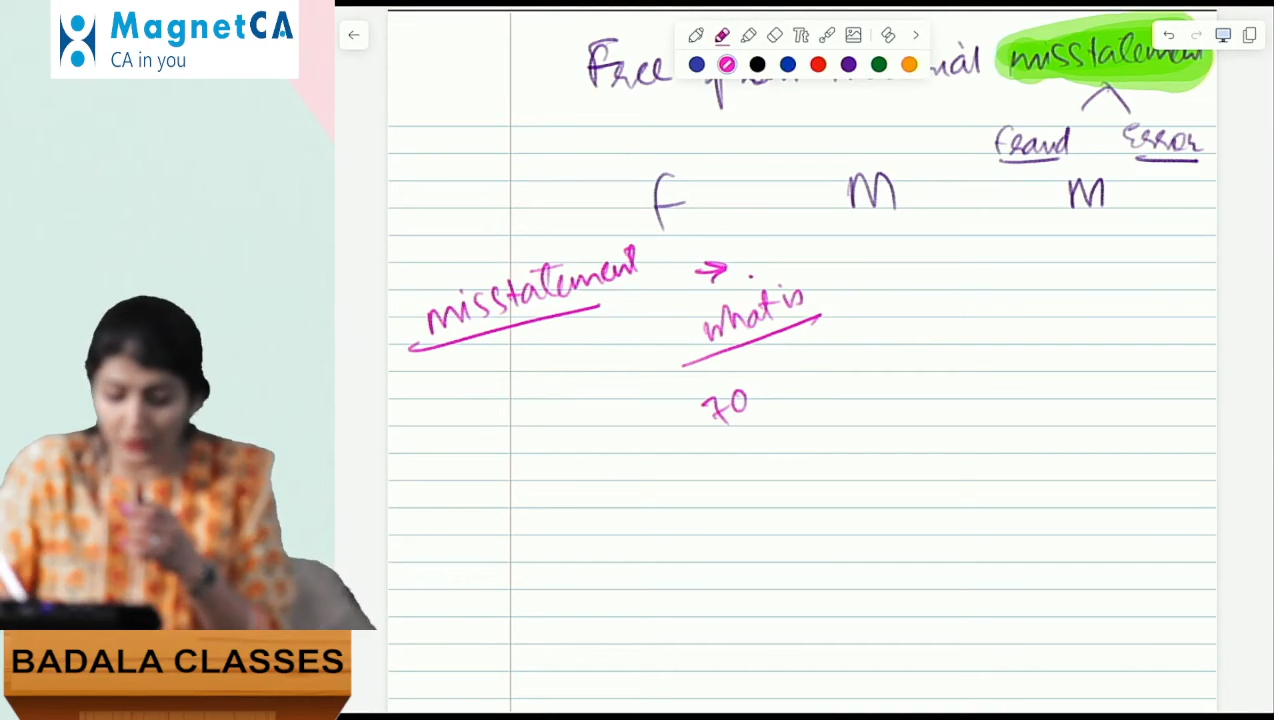 MagnetCA
CA in you
Free misstatement
Fraud Error
F M M
misstatement → what is
70
BADALA CLASSES